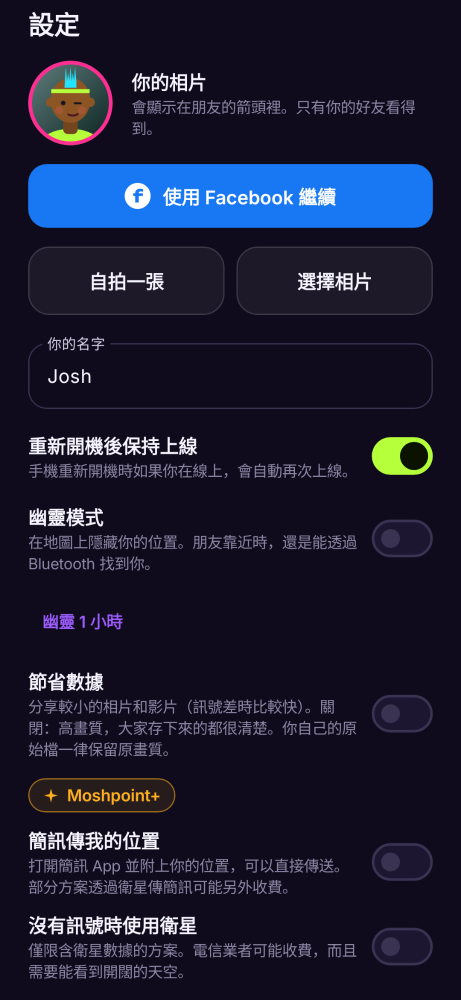 設定
你的相片
會顯示在朋友的箭頭裡。只有你的好友看得
到。
使用 Facebook 繼續
自拍一張
選擇相片
你的名字
Josh
重新開機後保持上線
手機重新開機時如果你在線上，會自動再次上線。
幽靈模式
在地圖上隱藏你的位置。朋友靠近時，還是能透過
Bluetooth 找到你。
幽靈 1 小時
節省數據
分享較小的相片和影片（訊號差時比較快）。關
閉：高畫質，大家存下來的都很清楚。你自己的原
始檔一律保留原畫質。
Moshpoint+
簡訊傳我的位置
打開簡訊 App 並附上你的位置，可以直接傳送。
部分方案透過衛星傳簡訊可能另外收費。
沒有訊號時使用衛星
僅限含衛星數據的方案。電信業者可能收費，而且
需要能看到開闊的天空。